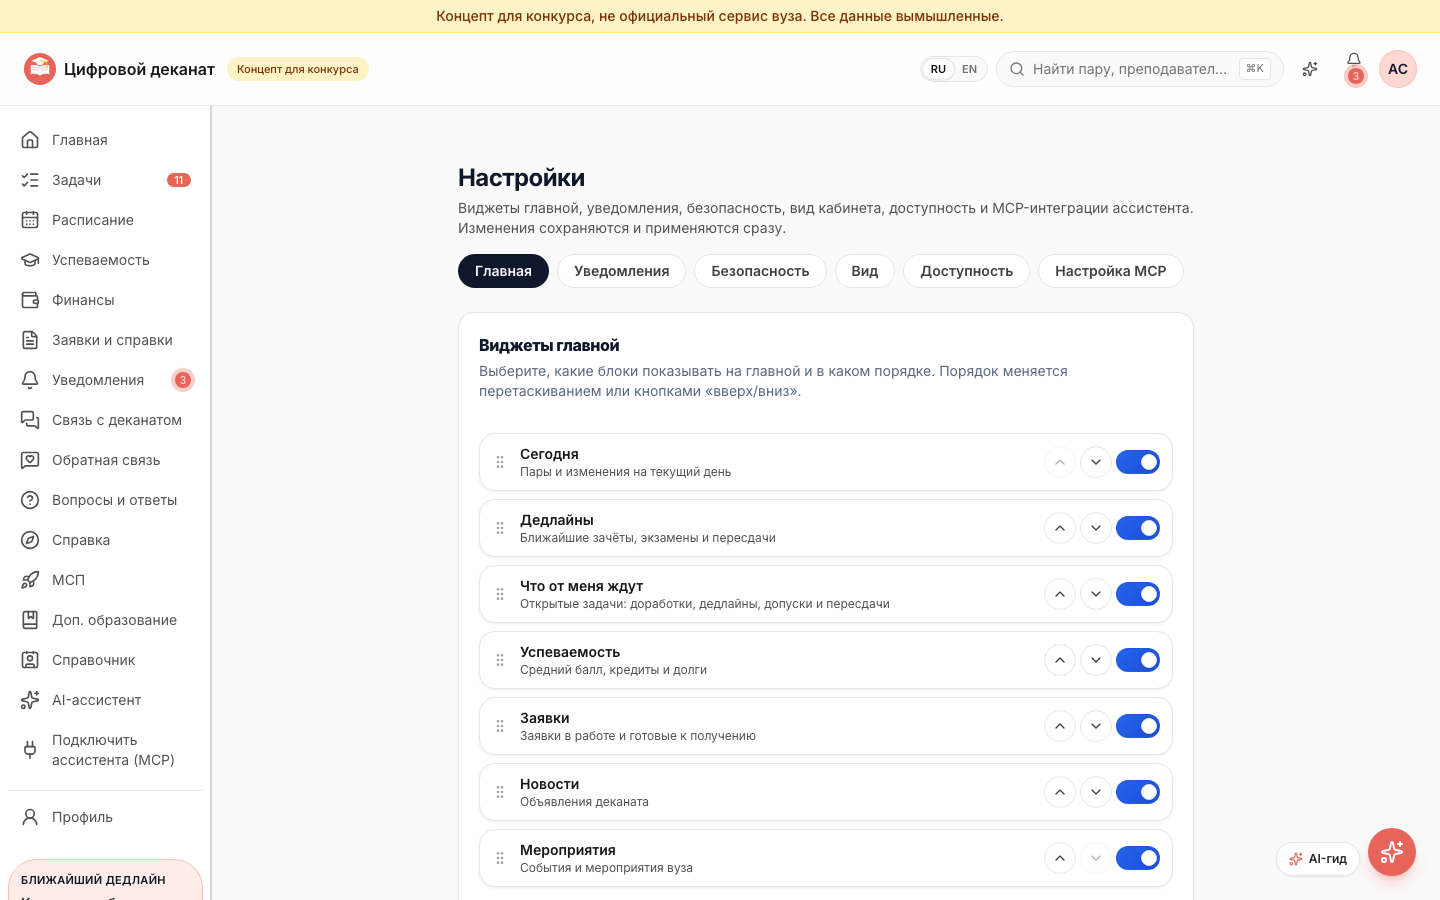 Концепт для конкурса, не официальный сервис вуза. Все данные вымышленные.
Цифровой деканат
Концепт для конкурса
RU
EN
Найти пару, преподавател...
⌘K
3
АС
Главная
Задачи
11
Расписание
Успеваемость
Финансы
Заявки и справки
Уведомления
3
Связь с деканатом
Обратная связь
Вопросы и ответы
Справка
МСП
Доп. образование
Справочник
AI-ассистент
Подключить
ассистента (MCP)
Профиль
БЛИЖАЙШИЙ ДЕДЛАЙН
Настройки
Виджеты главной, уведомления, безопасность, вид кабинета, доступность и MCP-интеграции ассистента.
Изменения сохраняются и применяются сразу.
Главная
Уведомления
Безопасность
Вид
Доступность
Настройка MCP
Виджеты главной
Выберите, какие блоки показывать на главной и в каком порядке. Порядок меняется
перетаскиванием или кнопками «вверх/вниз».
Сегодня
Пары и изменения на текущий день
Дедлайны
Ближайшие зачёты, экзамены и пересдачи
Что от меня ждут
Открытые задачи: доработки, дедлайны, допуски и пересдачи
Успеваемость
Средний балл, кредиты и долги
Заявки
Заявки в работе и готовые к получению
Новости
Объявления деканата
Мероприятия
События и мероприятия вуза
AI-гид